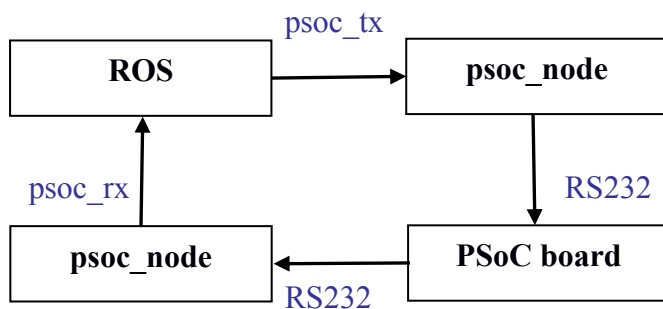 psoc_tx
ROS
psoc_node
psoc_rx
RS232
psoc_node
PSoC board
RS232